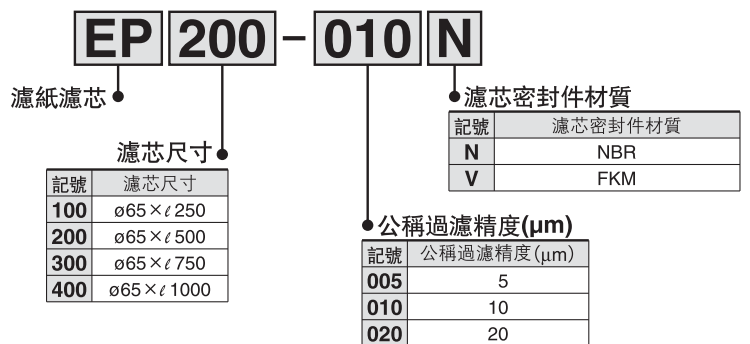 EP 200 - 010 N
濾紙濾芯
濾芯尺寸
記號 濾芯尺寸
100 ø65×ℓ250
200 ø65×ℓ500
300 ø65×ℓ750
400 ø65×ℓ1000
濾芯密封件材質
記號 濾芯密封件材質
N NBR
V FKM
公稱過濾精度(μm)
記號 公稱過濾精度(μm)
005 5
010 10
020 20